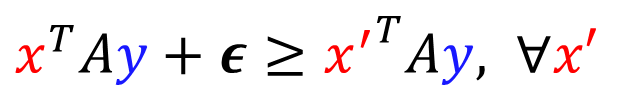 x^T Ay + ϵ ≥ x'^T Ay, ∀x'